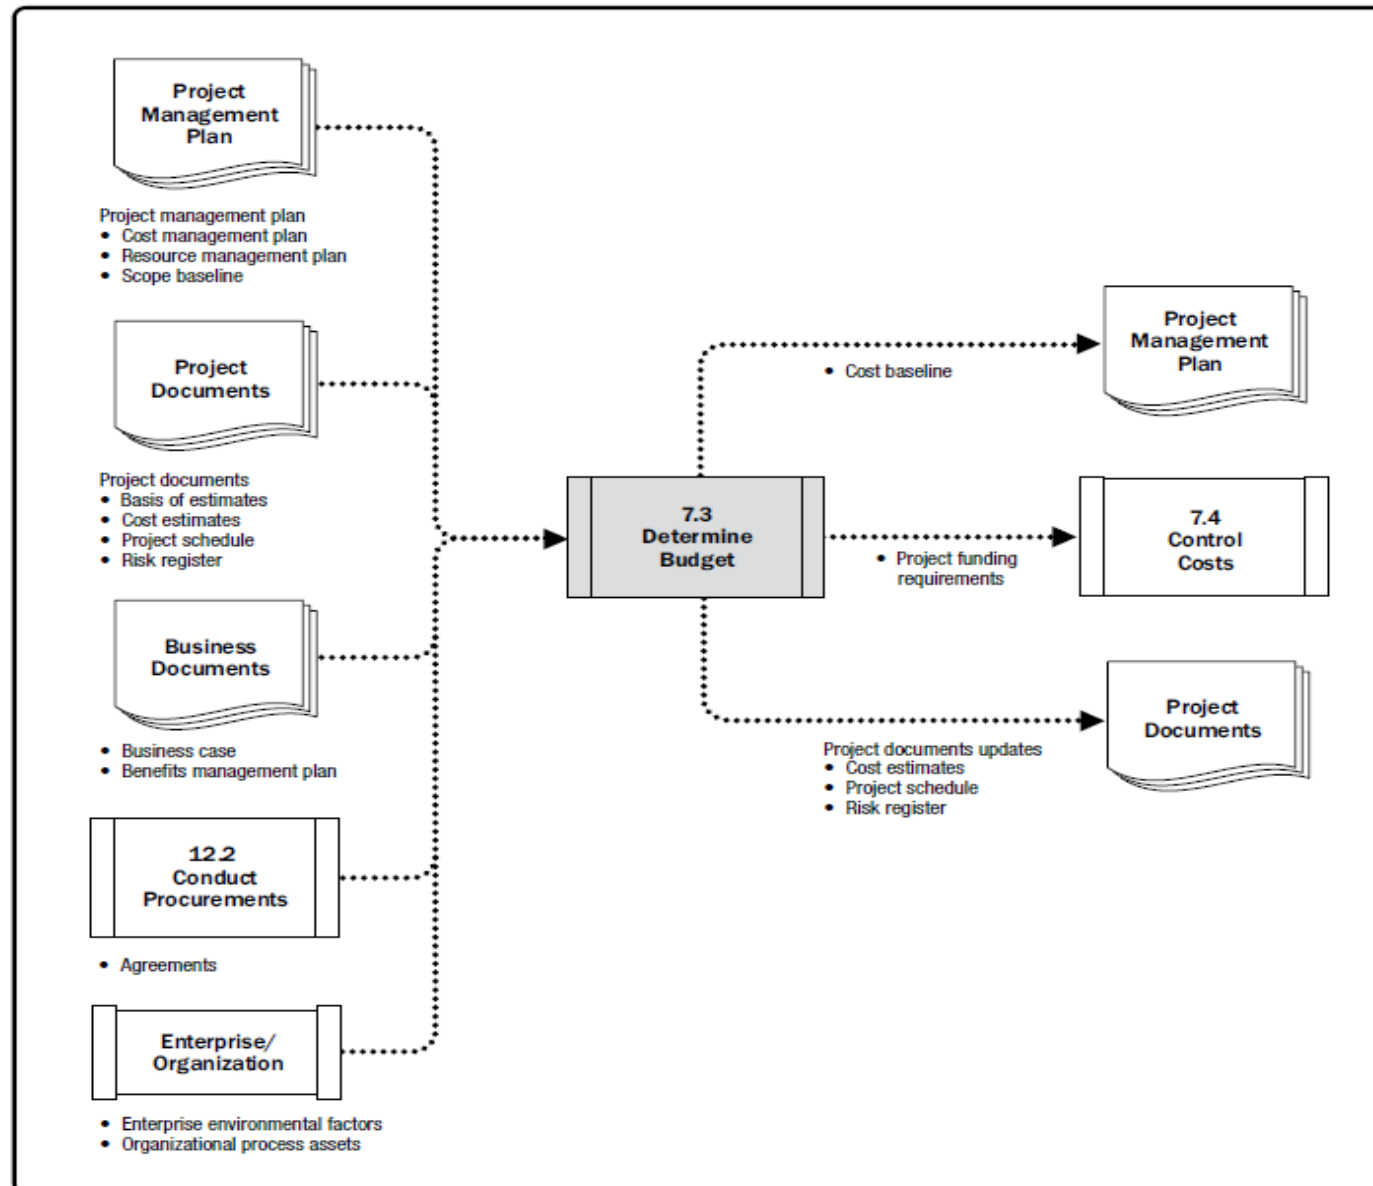 Project
Management
Plan
Project management plan
• Cost management plan
• Resource management plan
• Scope baseline
Project
Documents
Project documents
• Basis of estimates
• Cost estimates
• Project schedule
• Risk register
Business
Documents
• Business case
• Benefits management plan
12.2
Conduct
Procurements
• Agreements
Enterprise/
Organization
• Enterprise environmental factors
• Organizational process assets
7.3
Determine
Budget
• Cost baseline
Project
Management
Plan
• Project funding
requirements
7.4
Control
Costs
Project documents updates
• Cost estimates
• Project schedule
• Risk register
Project
Documents